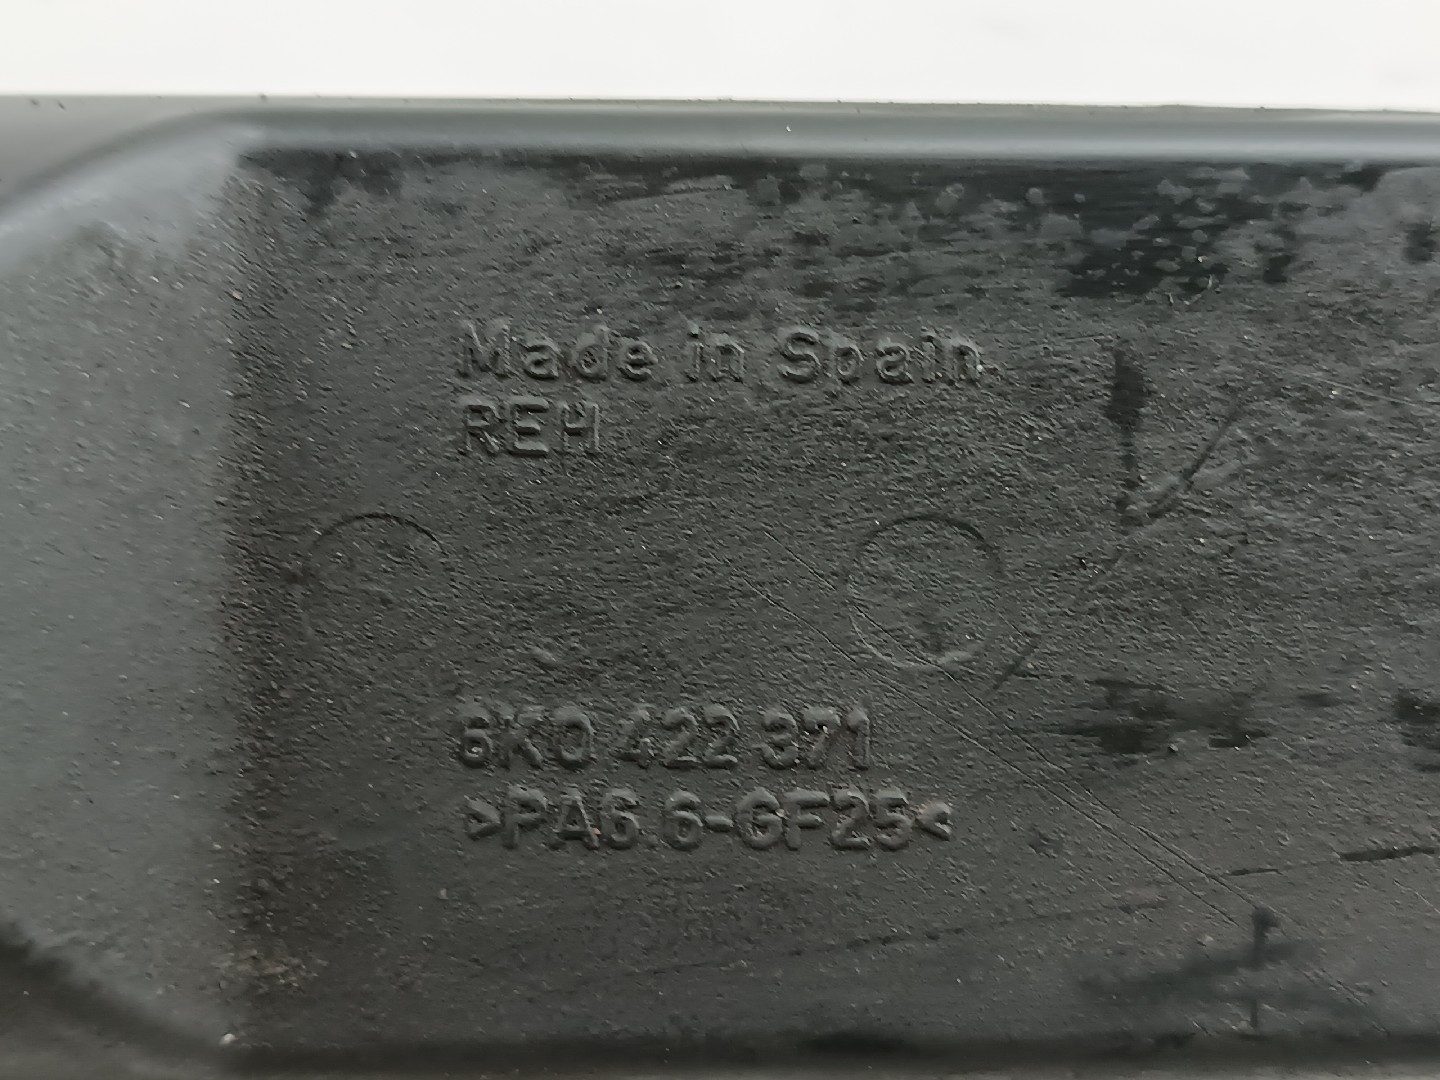 Made in Spain
REH
6K0 422 371
>PA6.6-GF25<